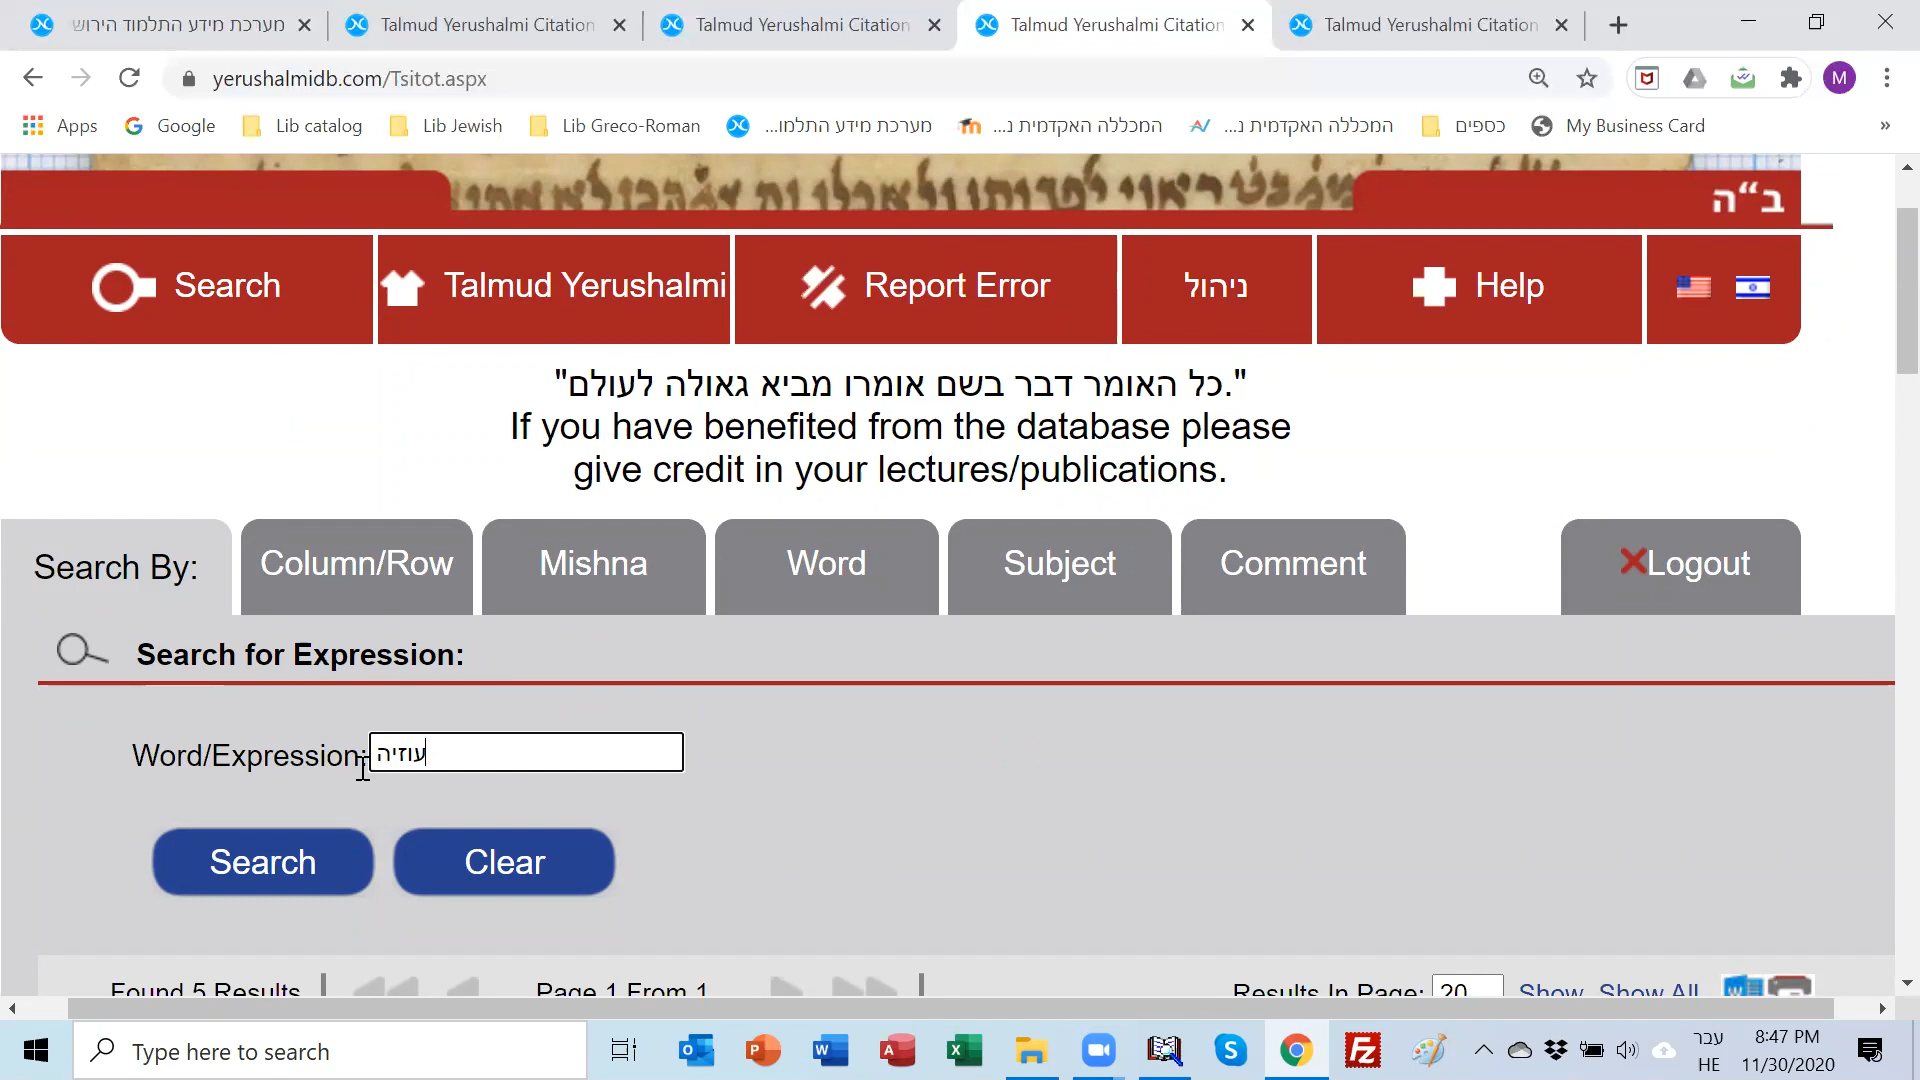 מערכת מידע התלמוד הירוש
Talmud Yerushalmi Citation
Talmud Yerushalmi Citation
Talmud Yerushalmi Citation
Talmud Yerushalmi Citation
yerushalmidb.com/Tsitot.aspx
M
Apps
Google
Lib catalog
Lib Jewish
Lib Greco-Roman
מערכת מידע התלמו...
המכללה האקדמית נ...
המכללה האקדמית נ...
כספים
My Business Card
»
ב"ה
Search
Talmud Yerushalmi
Report Error
ניהול
Help
"כל האומר דבר בשם אומרו מביא גאולה לעולם."
If you have benefited from the database please
give credit in your lectures/publications.
Search By:
Column/Row
Mishna
Word
Subject
Comment
Logout
Search for Expression:
Word/Expression:
עוזיה
Search
Clear
Found 5 Results
Page 1 From 1
Results In Page:
20
Show
Show All
Type here to search
עבר
HE
8:47 PM
11/30/2020